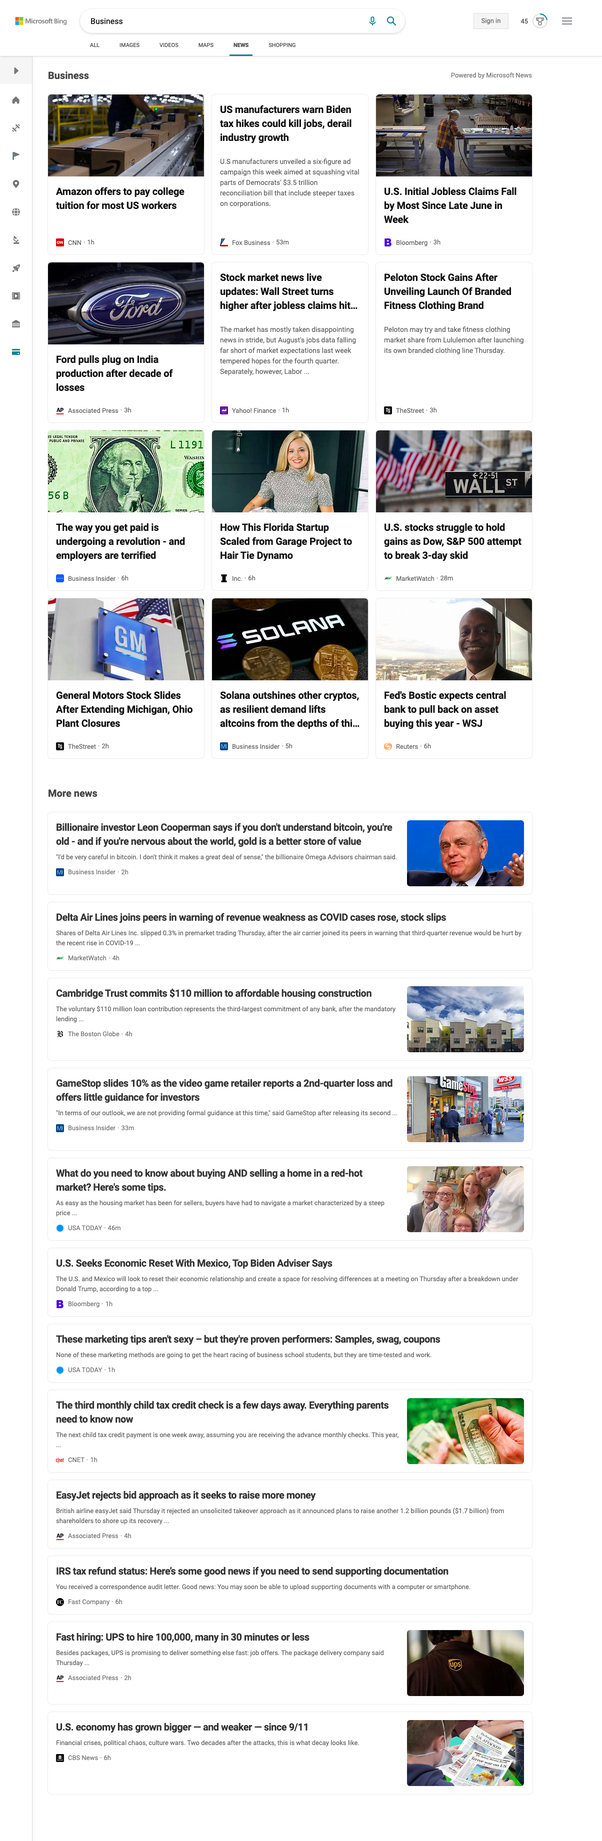 Microsoft Bing
Business
Sign in
45
ALL
IMAGES
VIDEOS
MAPS
NEWS
SHOPPING
Business
Powered by Microsoft News
Amazon offers to pay college
tuition for most US workers
CNN · 1h
US manufacturers warn Biden
tax hikes could kill jobs, derail
industry growth
U.S manufacturers unveiled a six-figure ad
campaign this week aimed at squashing vital
parts of Democrats' $3.5 trillion
reconciliation bill that include steeper taxes
on corporations.
Fox Business · 53m
U.S. Initial Jobless Claims Fall
by Most Since Late June in
Week
Bloomberg · 3h
Ford
Ford pulls plug on India
production after decade of
losses
Associated Press · 3h
Stock market news live
updates: Wall Street turns
higher after jobless claims hit...
The market has mostly taken disappointing
news in stride, but August's jobs data falling
far short of market expectations last week
tempered hopes for the fourth quarter.
Separately, however, Labor ...
Yahoo! Finance · 1h
Peloton Stock Gains After
Unveiling Launch Of Branded
Fitness Clothing Brand
Peloton may try and take fitness clothing
market share from Lululemon after launching
its own branded clothing line Thursday.
TheStreet · 3h
L1191
56 B
The way you get paid is
undergoing a revolution - and
employers are terrified
Business Insider · 6h
How This Florida Startup
Scaled from Garage Project to
Hair Tie Dynamo
Inc. · 6h
22-51
WALL ST
U.S. stocks struggle to hold
gains as Dow, S&P 500 attempt
to break 3-day skid
MarketWatch · 28m
GM
General Motors Stock Slides
After Extending Michigan, Ohio
Plant Closures
TheStreet · 2h
SOLANA
Solana outshines other cryptos,
as resilient demand lifts
altcoins from the depths of thi...
Business Insider · 5h
Fed's Bostic expects central
bank to pull back on asset
buying this year - WSJ
Reuters · 6h
More news
Billionaire investor Leon Cooperman says if you don't understand bitcoin, you're
old - and if you're nervous about the world, gold is a better store of value
"I'd be very careful in bitcoin. I don't think it makes a great deal of sense," the billionaire Omega Advisors chairman said.
Business Insider · 2h
Delta Air Lines joins peers in warning of revenue weakness as COVID cases rose, stock slips
Shares of Delta Air Lines Inc. slipped 0.3% in premarket trading Thursday, after the air carrier joined its peers in warning that third-quarter revenue would be hurt by
the recent rise in COVID-19 ...
MarketWatch · 4h
Cambridge Trust commits $110 million to affordable housing construction
The voluntary $110 million loan contribution represents the third-largest commitment of any bank, after the mandatory
lending ...
The Boston Globe · 4h
GameStop slides 10% as the video game retailer reports a 2nd-quarter loss and
offers little guidance for investors
"In terms of our outlook, we are not providing formal guidance at this time," said GameStop after releasing its second ...
Business Insider · 33m
GameStop
What do you need to know about buying AND selling a home in a red-hot
market? Here's some tips.
As easy as the housing market has been for sellers, buyers have had to navigate a market characterized by a steep
price ...
USA TODAY · 46m
U.S. Seeks Economic Reset With Mexico, Top Biden Adviser Says
The U.S. and Mexico will look to reset their economic relationship and create a space for resolving differences at a meeting on Thursday after a breakdown under
Donald Trump, according to a top ...
Bloomberg · 1h
These marketing tips aren't sexy – but they're proven performers: Samples, swag, coupons
None of these marketing methods are going to get the heart racing of business school students, but they are time-tested and work.
USA TODAY · 1h
The third monthly child tax credit check is a few days away. Everything parents
need to know now
The next child tax credit payment is one week away, assuming you are receiving the advance monthly checks. This year,
...
CNET · 1h
EasyJet rejects bid approach as it seeks to raise more money
British airline easyJet said Thursday it rejected an unsolicited takeover approach as it announced plans to raise another 1.2 billion pounds ($1.7 billion) from
shareholders to shore up its recovery ...
Associated Press · 4h
IRS tax refund status: Here's some good news if you need to send supporting documentation
You received a correspondence audit letter. Good news: You may soon be able to upload supporting documents with a computer or smartphone.
Fast Company · 6h
Fast hiring: UPS to hire 100,000, many in 30 minutes or less
Besides packages, UPS is promising to deliver something else fast: job offers. The package delivery company said
Thursday ...
Associated Press · 2h
ups
U.S. economy has grown bigger — and weaker — since 9/11
Financial crises, political chaos, culture wars. Two decades after the attacks, this is what decay looks like.
CBS News · 6h